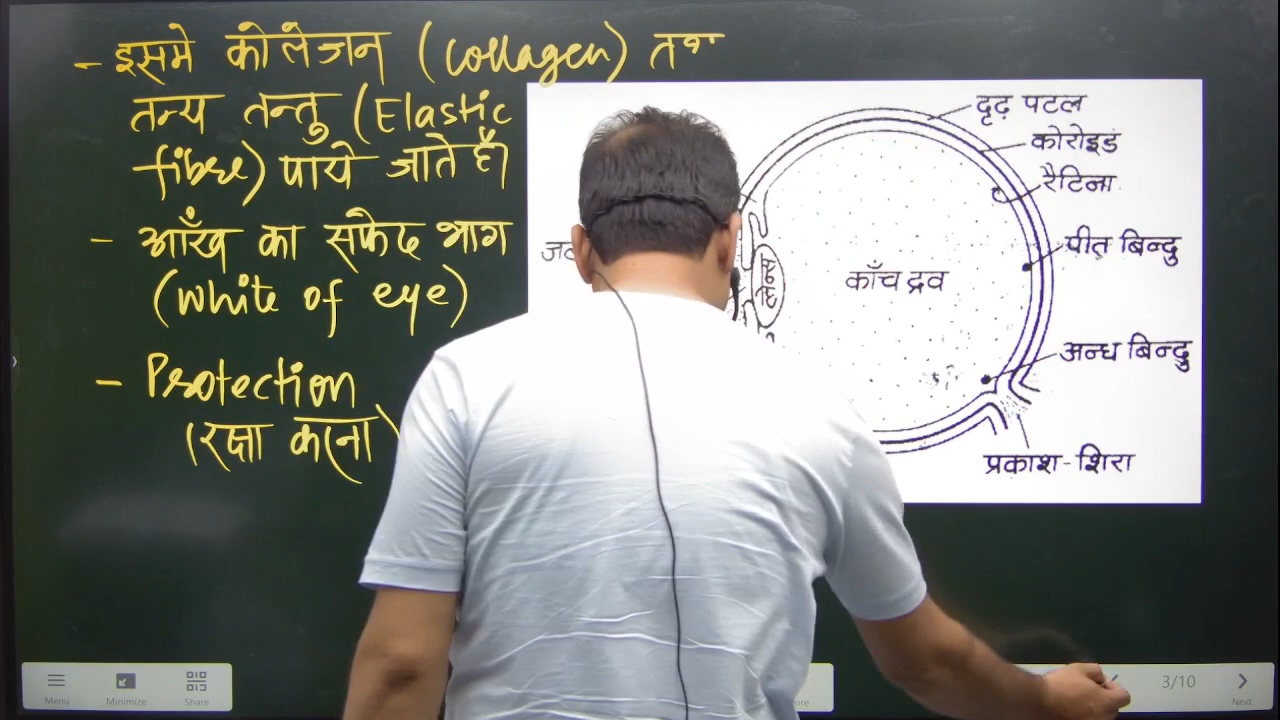 - इसमे कोलेजन (Collagen) तथा
तन्य तन्तु (Elastic
fibre) पाये जाते हैं
- आँख का सफेद भाग
(White of eye)
- Protection
(रक्षा करना)
दृढ़ पटल
कोरोइड
रैटिना
पीत बिन्दु
काँच द्रव
लेन्स
अन्ध बिन्दु
प्रकाश-शिरा
Menu
Minimize
Share
3/10
Next